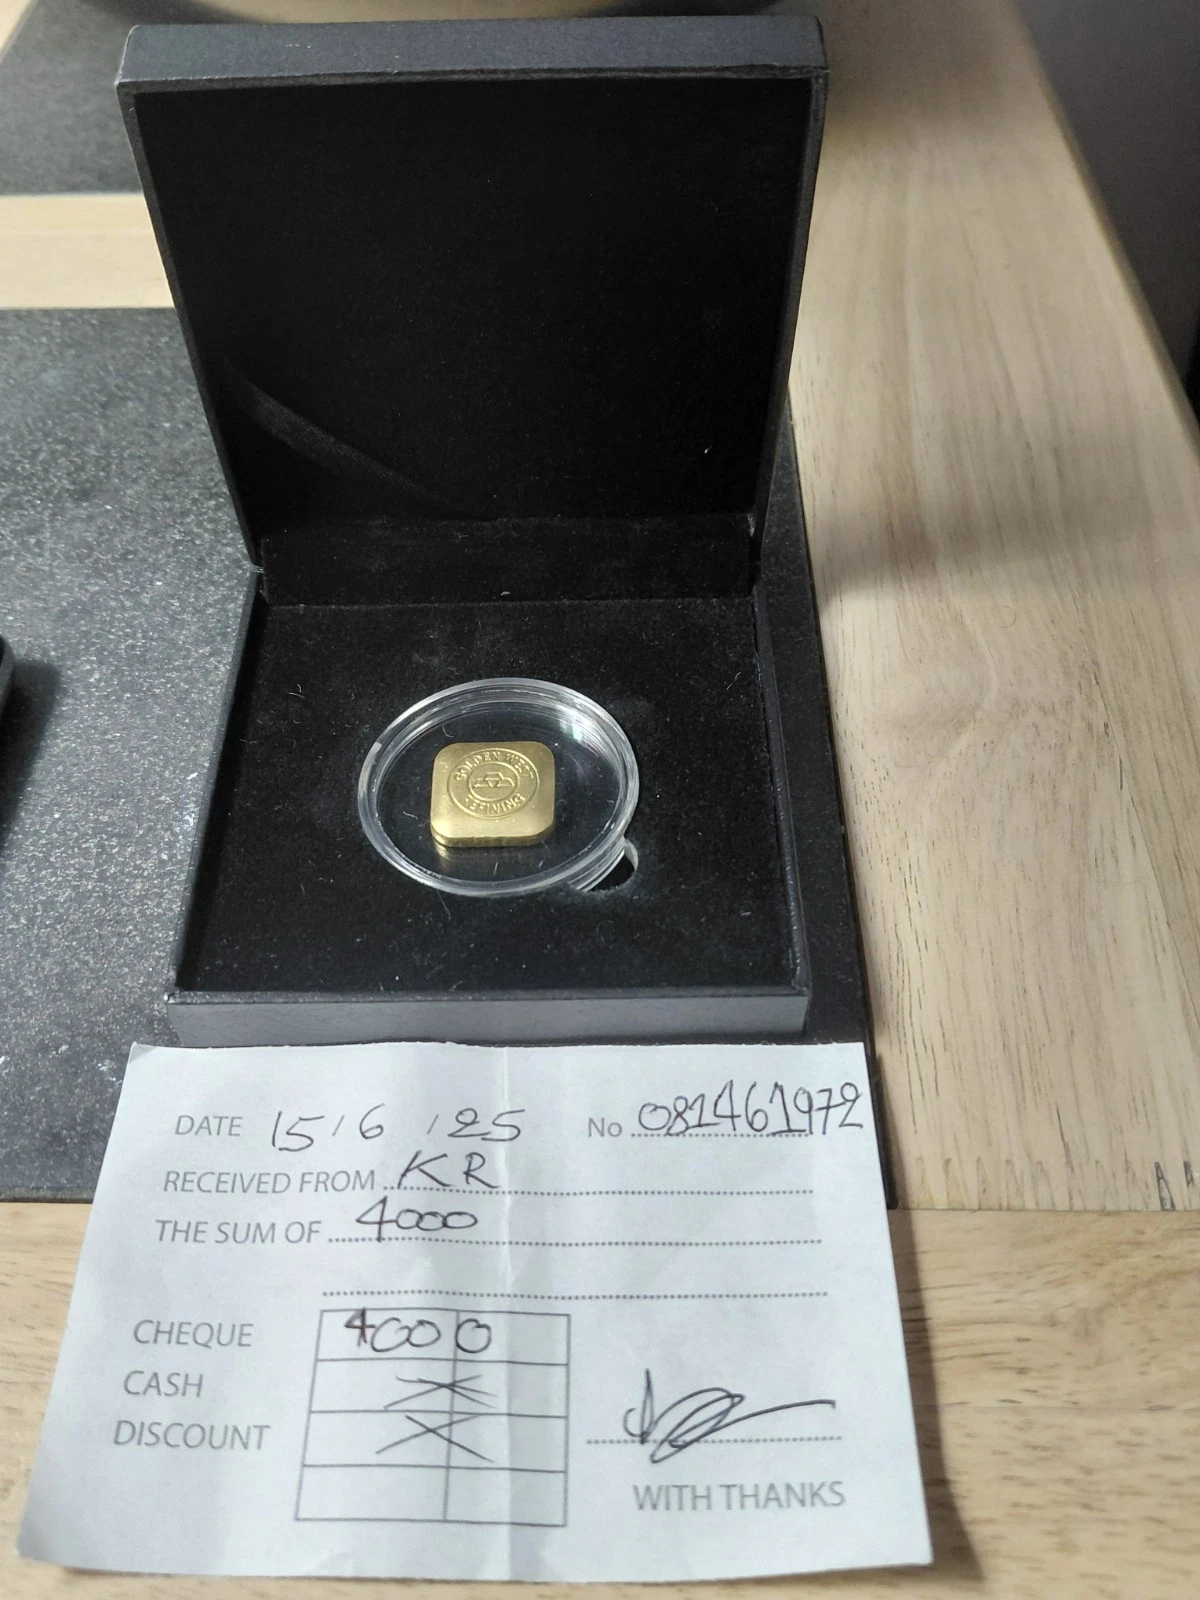 GOLDEN WEST
REFINING
DATE 15/6/25 No 081461972
RECEIVED FROM KR
THE SUM OF 4000
CHEQUE 4000
CASH
DISCOUNT
WITH THANKS